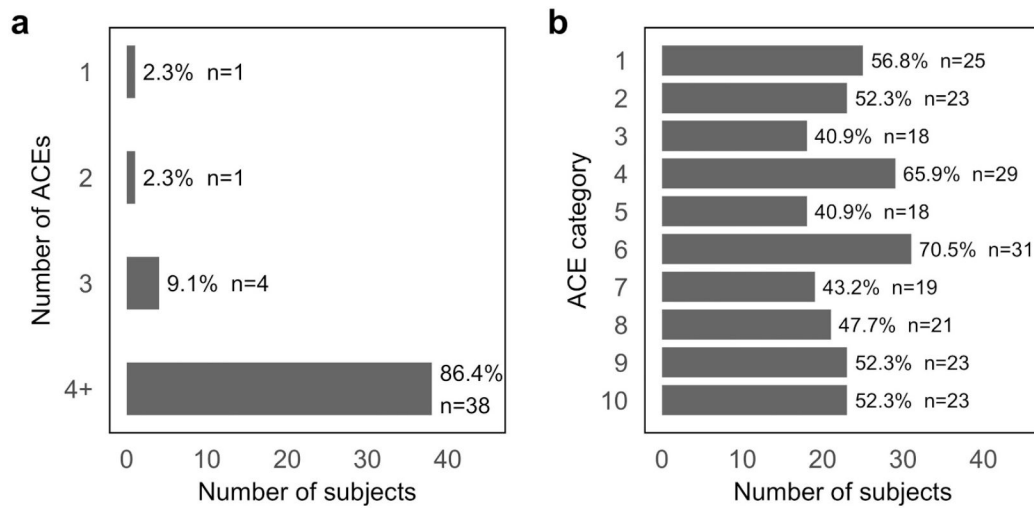 a
Number of ACEs
1
2.3% n=1
2
2.3% n=1
3
9.1% n=4
4+
86.4%
n=38
0 10 20 30 40
Number of subjects
b
ACE category
1
56.8% n=25
2
52.3% n=23
3
40.9% n=18
4
65.9% n=29
5
40.9% n=18
6
70.5% n=31
7
43.2% n=19
8
47.7% n=21
9
52.3% n=23
10
52.3% n=23
0 10 20 30 40
Number of subjects